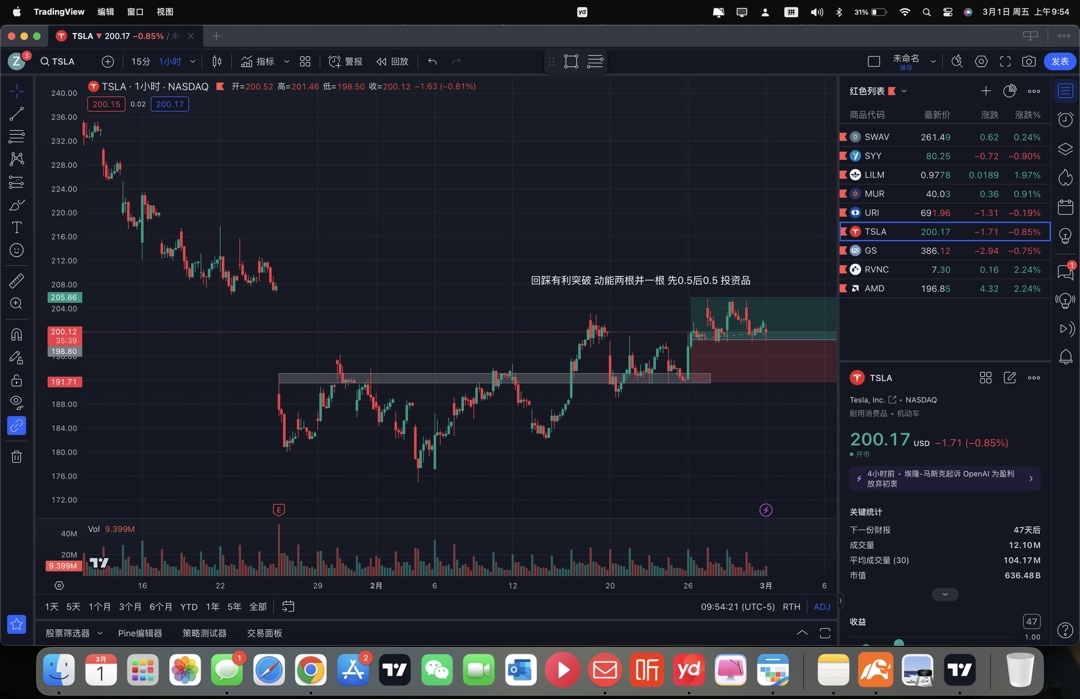 TradingView 编辑 窗口 视图
yd
拼
31%
3月1日 周五 上午9:54
TSLA ▼ 200.17 −0.85% / 未
Z 3
TSLA
15分 1小时
指标
警报 回放
未命名
保存
发表
TSLA · 1小时 · NASDAQ 开=200.52 高=201.46 低=198.50 收=200.12 −1.63 (−0.81%)
200.15 0.02 200.17
240.00
236.00
232.00
228.00
224.00
220.00
216.00
212.00
208.00
205.86
204.00
200.12
35:39
198.80
196.00
191.71
188.00
184.00
180.00
176.00
172.00
回踩有利突破 动能两根并一根 先0.5后0.5 投资品
E
Vol 9.399M
40M
20M
9.399M
16 22 29 2月 6 12 20 26 3月 6
1天 5天 1个月 3个月 6个月 YTD 1年 5年 全部
09:54:21 (UTC-5) RTH ADJ
股票筛选器 Pine编辑器 策略测试器 交易面板
红色列表
商品代码 最新价 涨跌 涨跌%
SWAV 261.49 0.62 0.24%
SYY 80.25 −0.72 −0.90%
LILM 0.9778 0.0189 1.97%
MUR 40.03 0.36 0.91%
URI 691.96 −1.31 −0.19%
TSLA 200.17 −1.71 −0.85%
GS 386.12 −2.94 −0.75%
RVNC 7.30 0.16 2.24%
AMD 196.85 4.32 2.24%
TSLA
Tesla, Inc. • NASDAQ
耐用消费品 • 机动车
200.17 USD −1.71 (−0.85%)
开市
4小时前 • 埃隆-马斯克起诉 OpenAI 为盈利
放弃初衷
关键统计
下一份财报 47天后
成交量 12.10M
平均成交量 (30) 104.17M
市值 636.48B
收益 47
1.00
1
3月
1
1
2
听
yd